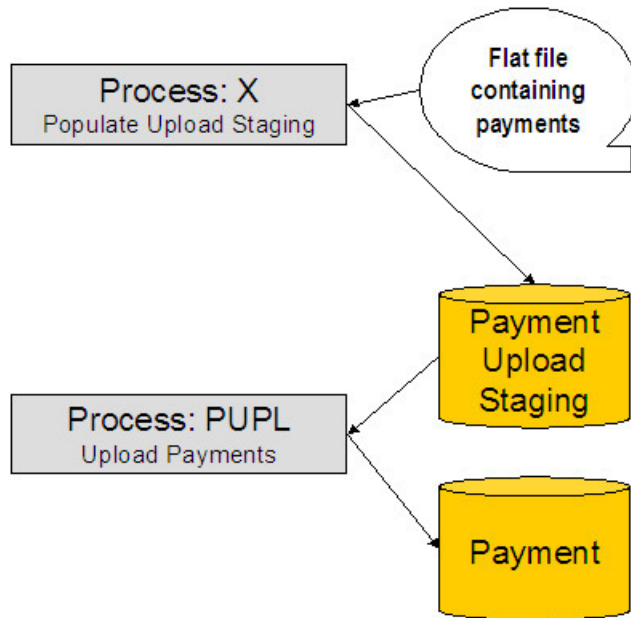 Process: X
Populate Upload Staging
Flat file
containing
payments
Payment
Upload
Staging
Process: PUPL
Upload Payments
Payment